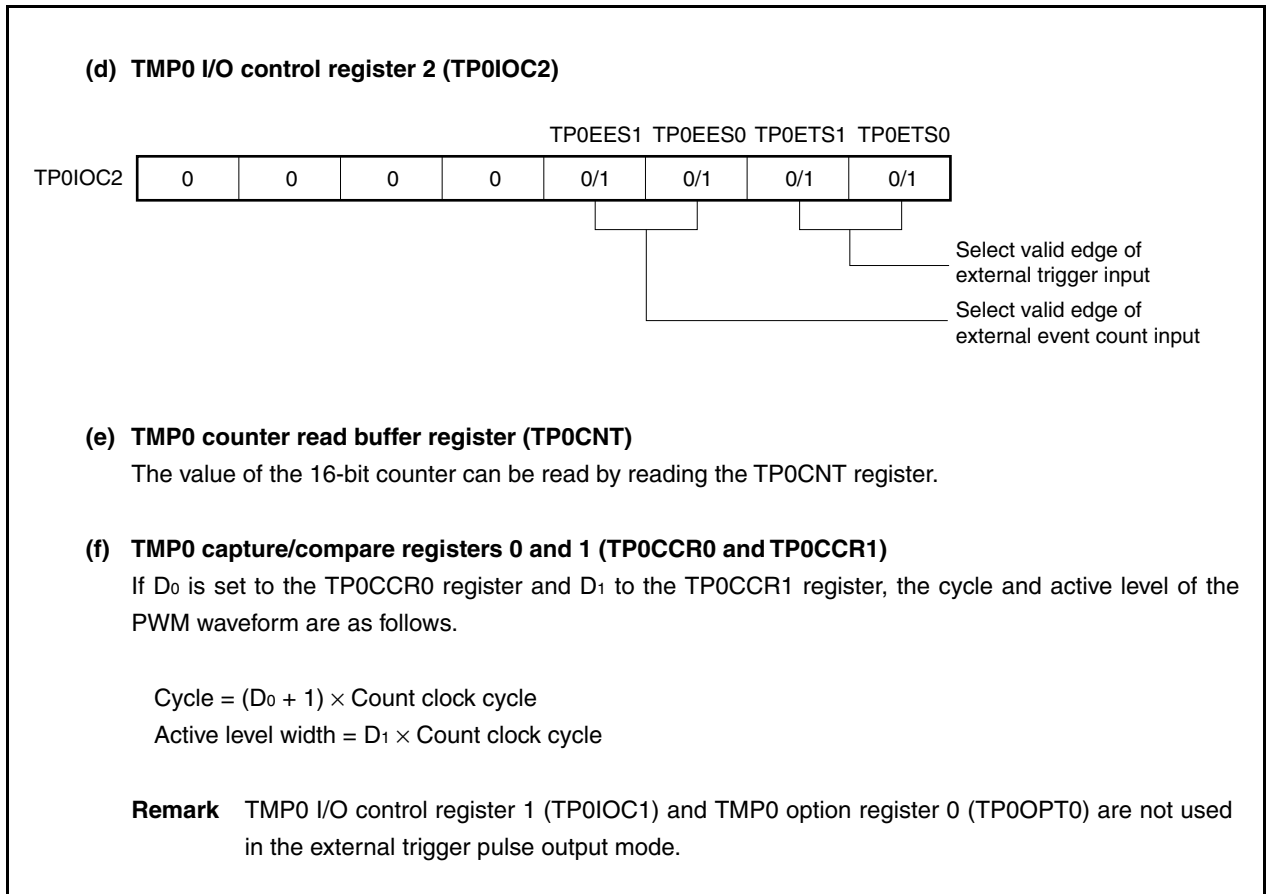 (d) TMP0 I/O control register 2 (TP0IOC2)
TP0EES1 TP0EES0 TP0ETS1 TP0ETS0
TP0IOC2 0 0 0 0 0/1 0/1 0/1 0/1
Select valid edge of
external trigger input
Select valid edge of
external event count input
(e) TMP0 counter read buffer register (TP0CNT)
The value of the 16-bit counter can be read by reading the TP0CNT register.
(f) TMP0 capture/compare registers 0 and 1 (TP0CCR0 and TP0CCR1)
If D0 is set to the TP0CCR0 register and D1 to the TP0CCR1 register, the cycle and active level of the
PWM waveform are as follows.
Cycle = (D0 + 1) × Count clock cycle
Active level width = D1 × Count clock cycle
Remark TMP0 I/O control register 1 (TP0IOC1) and TMP0 option register 0 (TP0OPT0) are not used
in the external trigger pulse output mode.